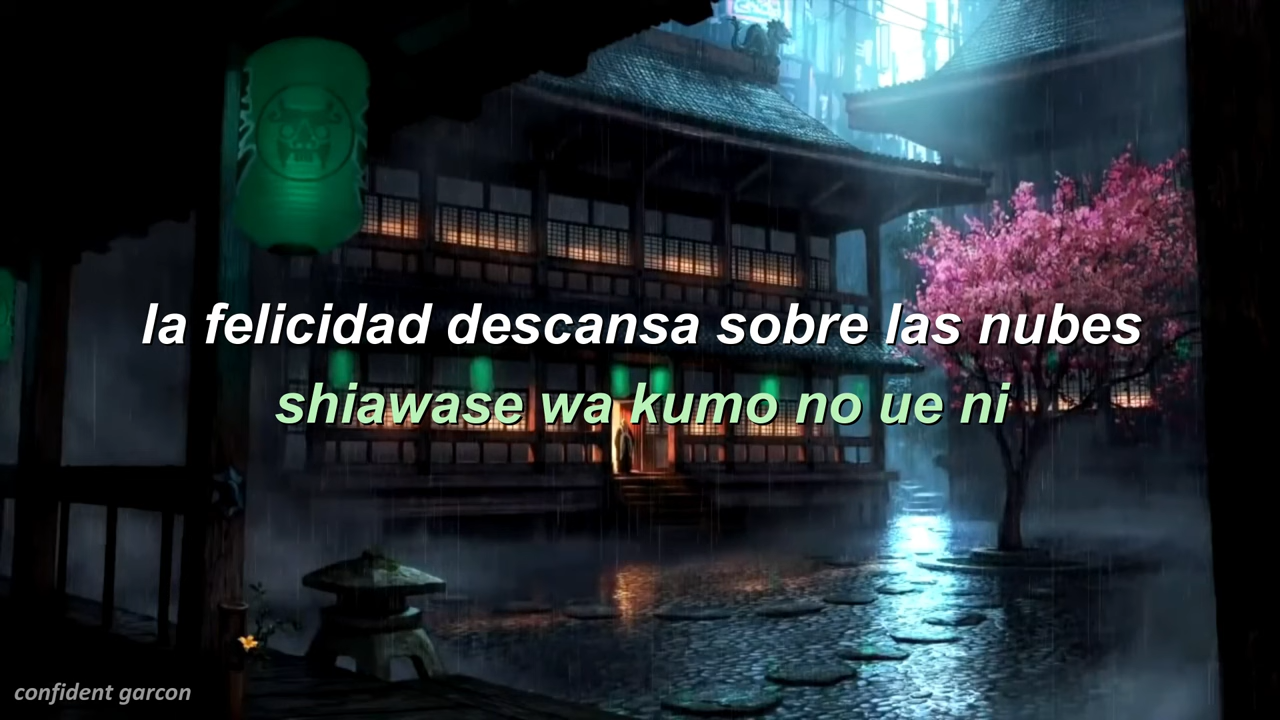 la felicidad descansa sobre las nubes
shiawase wa kumo no ue ni
confident garcon